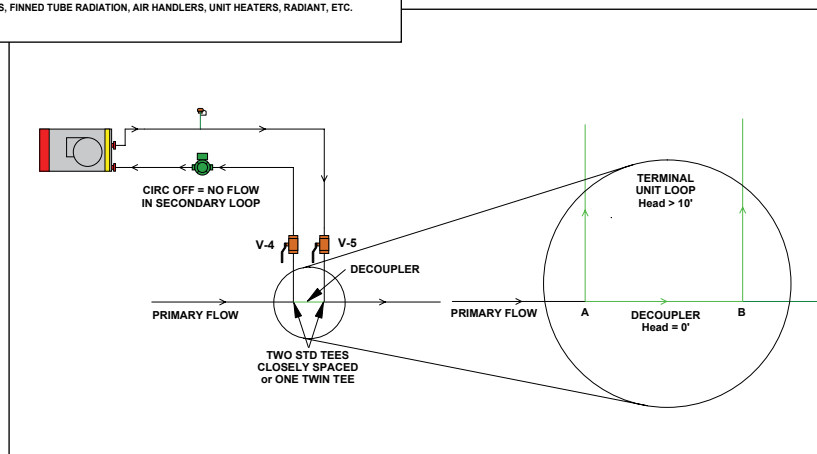 S, FINNED TUBE RADIATION, AIR HANDLERS, UNIT HEATERS, RADIANT, ETC.
CIRC OFF = NO FLOW
IN SECONDARY LOOP
V-4
V-5
DECOUPLER
PRIMARY FLOW
TWO STD TEES
CLOSELY SPACED
or ONE TWIN TEE
TERMINAL
UNIT LOOP
Head > 10'
PRIMARY FLOW
A
DECOUPLER
Head = 0'
B